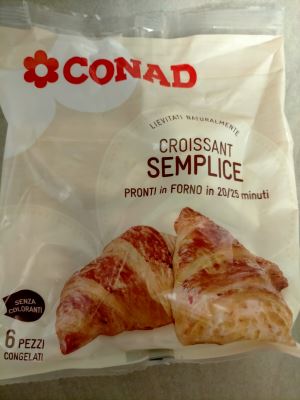 CONAD
LIEVITATI NATURALMENTE
CROISSANT
SEMPLICE
PRONTI in FORNO in 20/25 minuti
SENZA
COLORANTI
6 PEZZI
CONGELATI